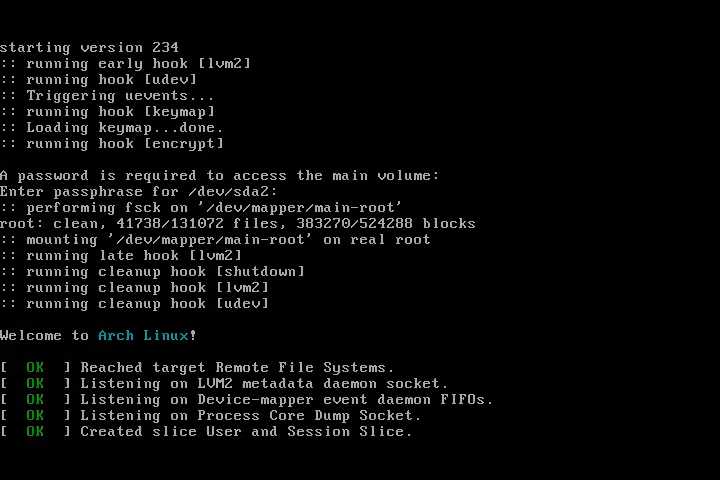 starting version 234
:: running early hook [lvm2]
:: running hook [udev]
:: Triggering uevents...
:: running hook [keymap]
:: Loading keymap...done.
:: running hook [encrypt]
A password is required to access the main volume:
Enter passphrase for /dev/sda2:
:: performing fsck on '/dev/mapper/main-root'
root: clean, 41738/131072 files, 383270/524288 blocks
:: mounting '/dev/mapper/main-root' on real root
:: running late hook [lvm2]
:: running cleanup hook [shutdown]
:: running cleanup hook [lvm2]
:: running cleanup hook [udev]
Welcome to Arch Linux!
[  OK  ] Reached target Remote File Systems.
[  OK  ] Listening on LVM2 metadata daemon socket.
[  OK  ] Listening on Device-mapper event daemon FIFOs.
[  OK  ] Listening on Process Core Dump Socket.
[  OK  ] Created slice User and Session Slice.